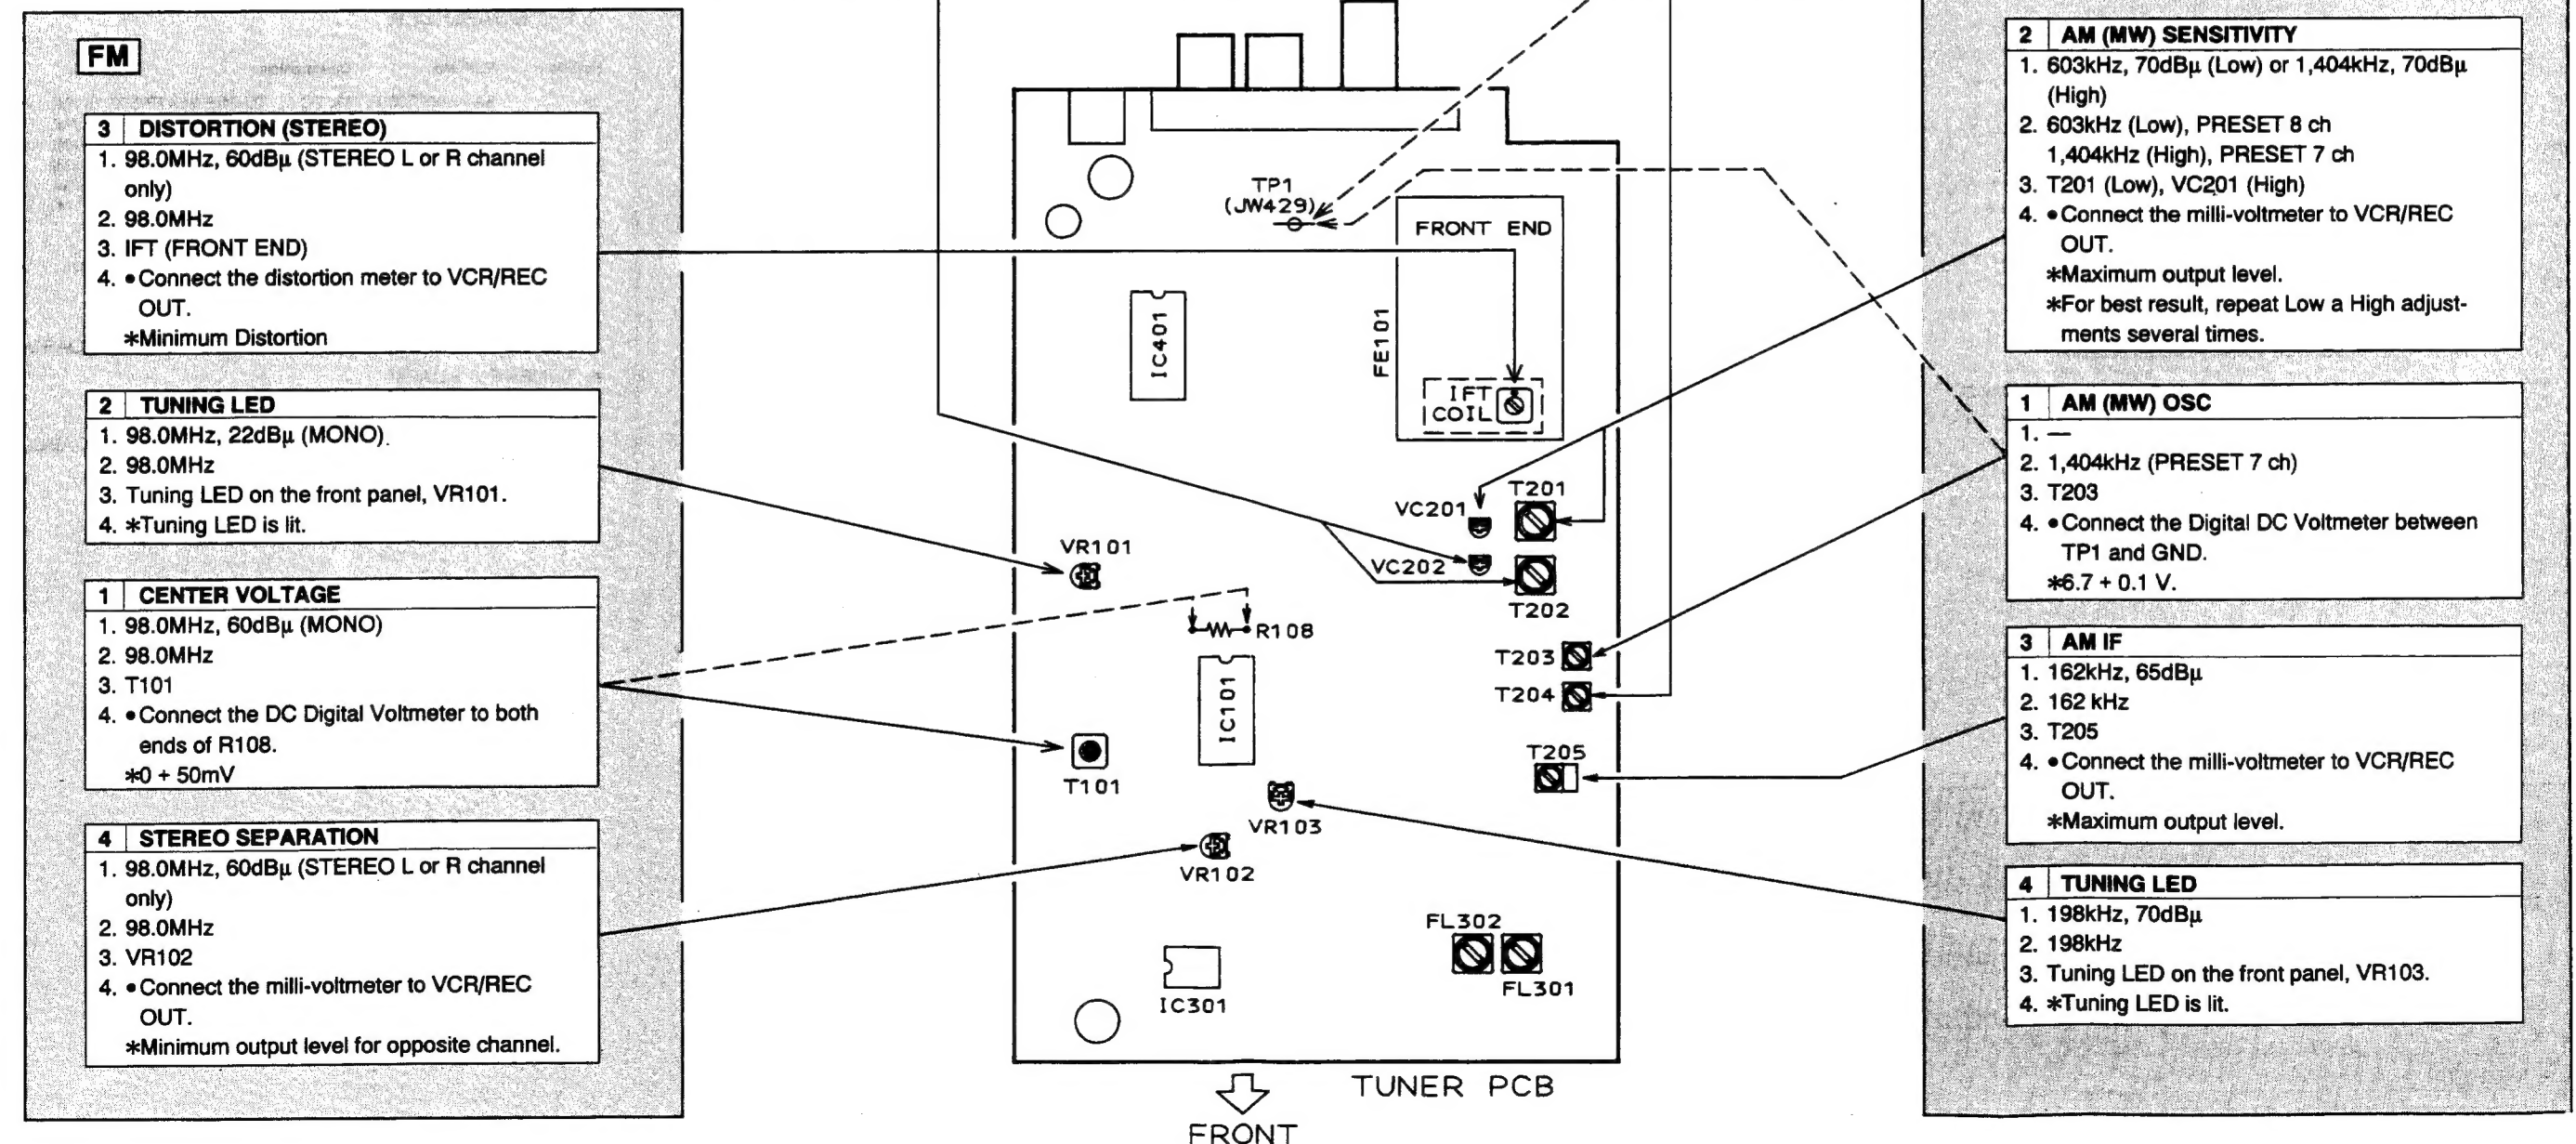 FM
3 DISTORTION (STEREO)
1. 98.0MHz, 60dBµ (STEREO L or R channel
only)
2. 98.0MHz
3. IFT (FRONT END)
4. ●Connect the distortion meter to VCR/REC
OUT.
*Minimum Distortion
2 TUNING LED
1. 98.0MHz, 22dBµ (MONO)
2. 98.0MHz
3. Tuning LED on the front panel, VR101.
4. *Tuning LED is lit.
1 CENTER VOLTAGE
1. 98.0MHz, 60dBµ (MONO)
2. 98.0MHz
3. T101
4. ●Connect the DC Digital Voltmeter to both
ends of R108.
*0 + 50mV
4 STEREO SEPARATION
1. 98.0MHz, 60dBµ (STEREO L or R channel
only)
2. 98.0MHz
3. VR102
4. ●Connect the milli-voltmeter to VCR/REC
OUT.
*Minimum output level for opposite channel.
TP1
(JW429)
FRONT END
IC401
FE101
IFT
COIL
VC201
T201
VR101
VC202
T202
R108
T203
IC101
T204
T205
T101
VR103
VR102
FL302
FL301
IC301
TUNER PCB
FRONT
2 AM (MW) SENSITIVITY
1. 603kHz, 70dBµ (Low) or 1,404kHz, 70dBµ
(High)
2. 603kHz (Low), PRESET 8 ch
1,404kHz (High), PRESET 7 ch
3. T201 (Low), VC201 (High)
4. ●Connect the milli-voltmeter to VCR/REC
OUT.
*Maximum output level.
*For best result, repeat Low a High adjust-
ments several times.
1 AM (MW) OSC
1. —
2. 1,404kHz (PRESET 7 ch)
3. T203
4. ●Connect the Digital DC Voltmeter between
TP1 and GND.
*6.7 + 0.1 V.
3 AM IF
1. 162kHz, 65dBµ
2. 162 kHz
3. T205
4. ●Connect the milli-voltmeter to VCR/REC
OUT.
*Maximum output level.
4 TUNING LED
1. 198kHz, 70dBµ
2. 198kHz
3. Tuning LED on the front panel, VR103.
4. *Tuning LED is lit.